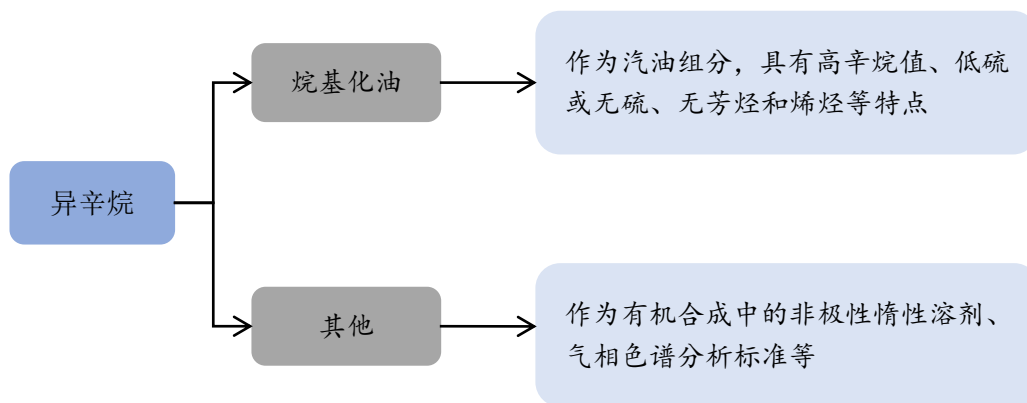 烷基化油
作为汽油组分，具有高辛烷值、低硫
或无硫、无芳烃和烯烃等特点
异辛烷
其他
作为有机合成中的非极性惰性溶剂、
气相色谱分析标准等